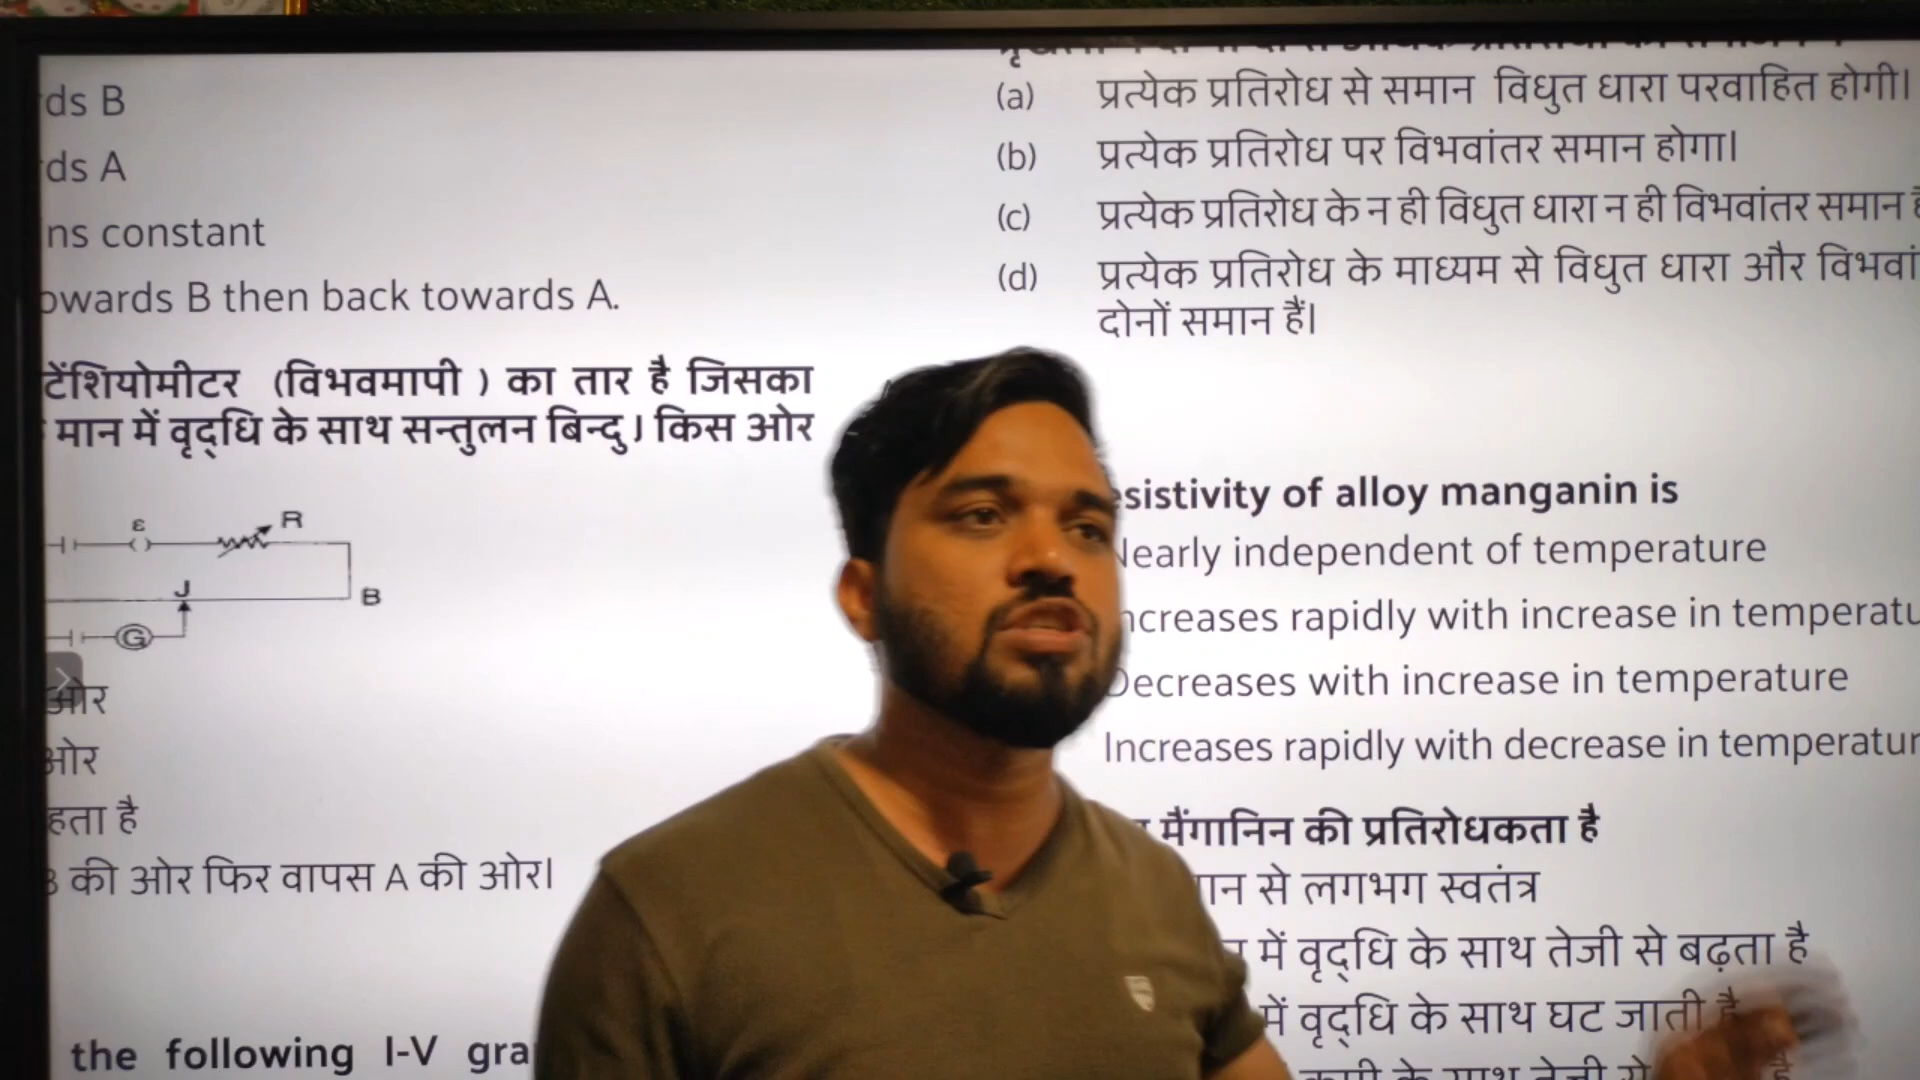 ds B
ds A
ns constant
owards B then back towards A.
टेंशियोमीटर (विभवमापी ) का तार है जिसका
मान में वृद्धि के साथ सन्तुलन बिन्दु J किस ओर
ε R
J B
G
ओर
ओर
हता है
B की ओर फिर वापस A की ओर।
the following I-V gra
(a) प्रत्येक प्रतिरोध से समान विधुत धारा परवाहित होगी।
(b) प्रत्येक प्रतिरोध पर विभवांतर समान होगा।
(c) प्रत्येक प्रतिरोध के न ही विधुत धारा न ही विभवांतर समान है
(d) प्रत्येक प्रतिरोध के माध्यम से विधुत धारा और विभवां
दोनों समान हैं।
esistivity of alloy manganin is
Nearly independent of temperature
ncreases rapidly with increase in temperatu
Decreases with increase in temperature
Increases rapidly with decrease in temperatur
मैंगानिन की प्रतिरोधकता है
ान से लगभग स्वतंत्र
में वृद्धि के साथ तेजी से बढ़ता है
में वृद्धि के साथ घट जाती है